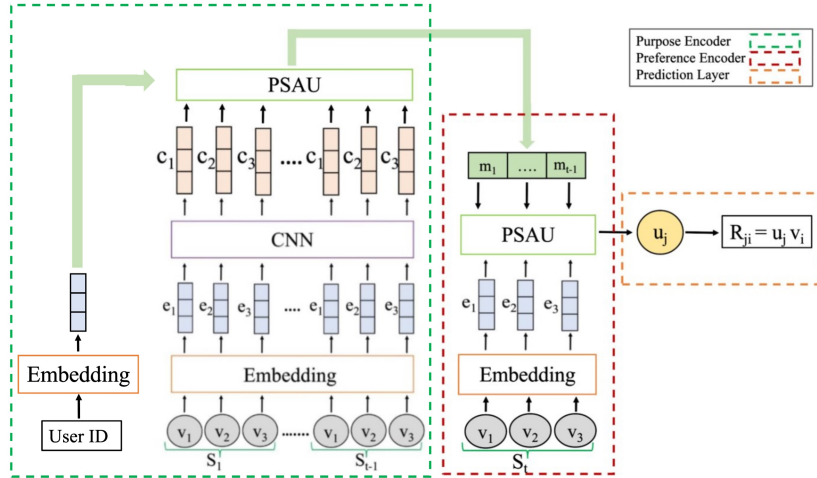 Purpose Encoder
Preference Encoder
Prediction Layer
PSAU
c1 c2 c3 .... c1 c2 c3
CNN
e1 e2 e3 .... e1 e2 e3
Embedding
v1 v2 v3 ....... v1 v2 v3
S1 St-1
Embedding
User ID
m1 .... mt-1
PSAU
e1 e2 e3
Embedding
v1 v2 v3
St
uj
Rji = uj vi